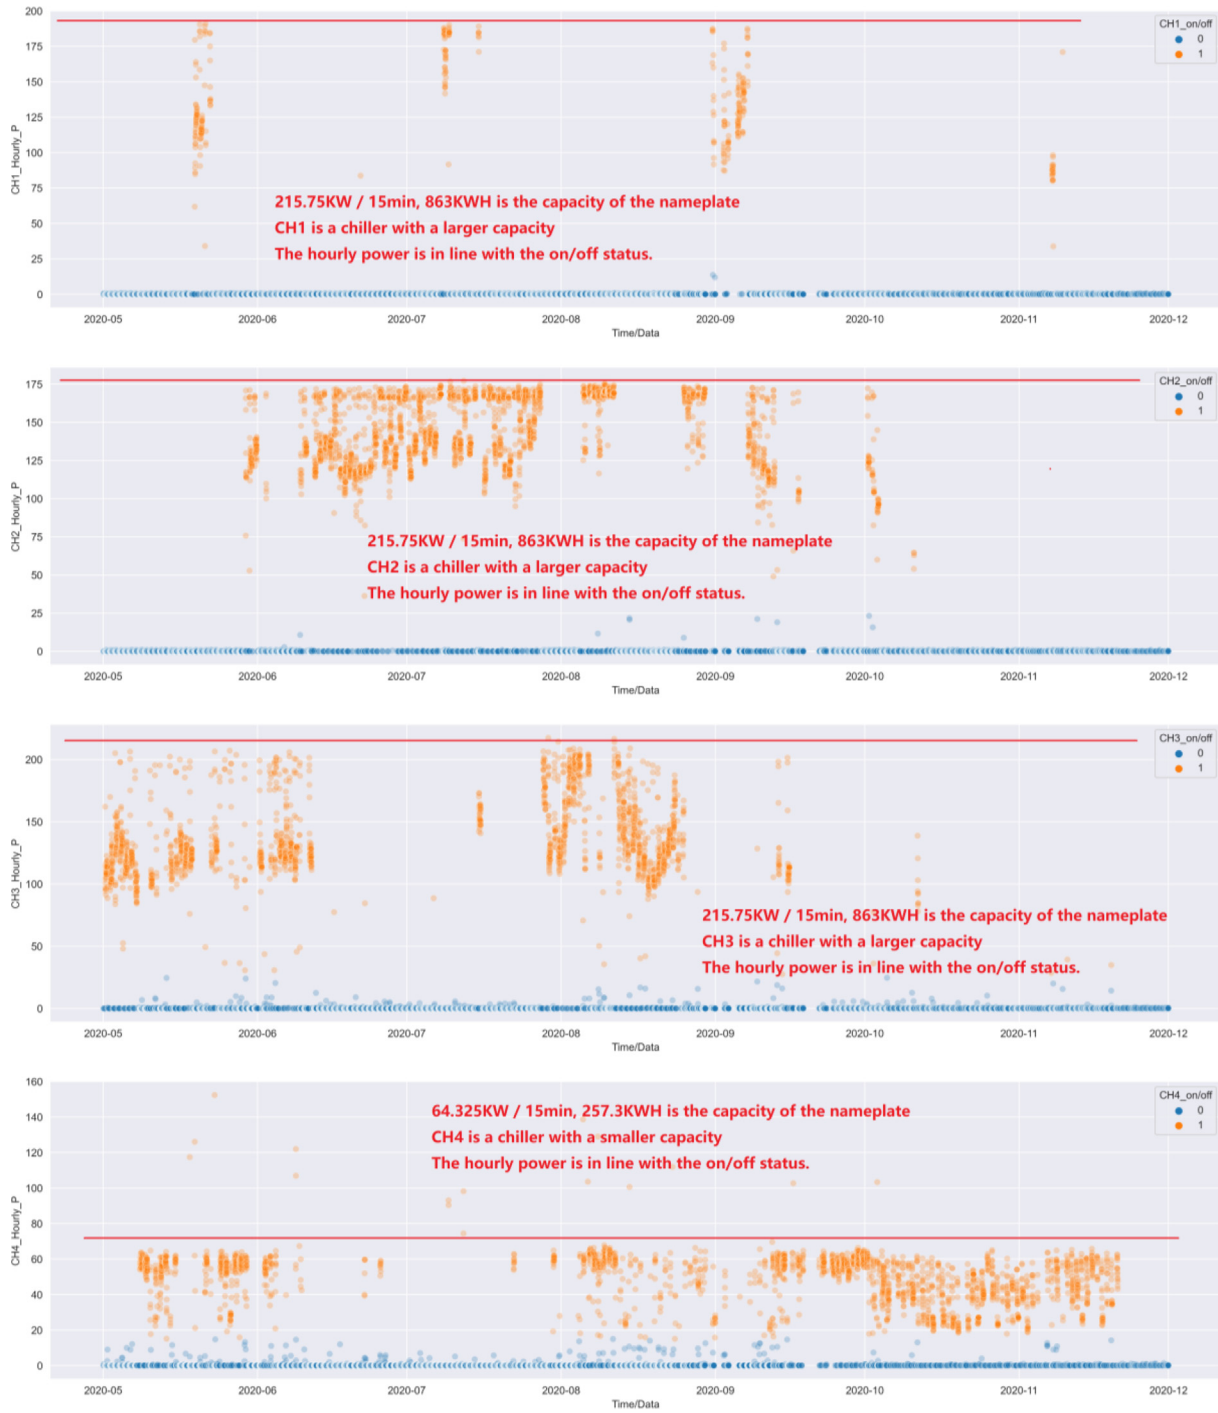 200
175
150
125
100
75
50
25
0
CH1_Hourly_P
CH1_on/off
0
1
215.75KW / 15min, 863KWH is the capacity of the nameplate
CH1 is a chiller with a larger capacity
The hourly power is in line with the on/off status.
2020-05 2020-06 2020-07 2020-08 2020-09 2020-10 2020-11 2020-12
Time/Data
175
150
125
100
75
50
25
0
CH2_Hourly_P
CH2_on/off
0
1
215.75KW / 15min, 863KWH is the capacity of the nameplate
CH2 is a chiller with a larger capacity
The hourly power is in line with the on/off status.
2020-05 2020-06 2020-07 2020-08 2020-09 2020-10 2020-11 2020-12
Time/Data
200
150
100
50
0
CH3_Hourly_P
CH3_on/off
0
1
215.75KW / 15min, 863KWH is the capacity of the nameplate
CH3 is a chiller with a larger capacity
The hourly power is in line with the on/off status.
2020-05 2020-06 2020-07 2020-08 2020-09 2020-10 2020-11 2020-12
Time/Data
160
140
120
100
80
60
40
20
0
CH4_Hourly_P
CH4_on/off
0
1
64.325KW / 15min, 257.3KWH is the capacity of the nameplate
CH4 is a chiller with a smaller capacity
The hourly power is in line with the on/off status.
2020-05 2020-06 2020-07 2020-08 2020-09 2020-10 2020-11 2020-12
Time/Data